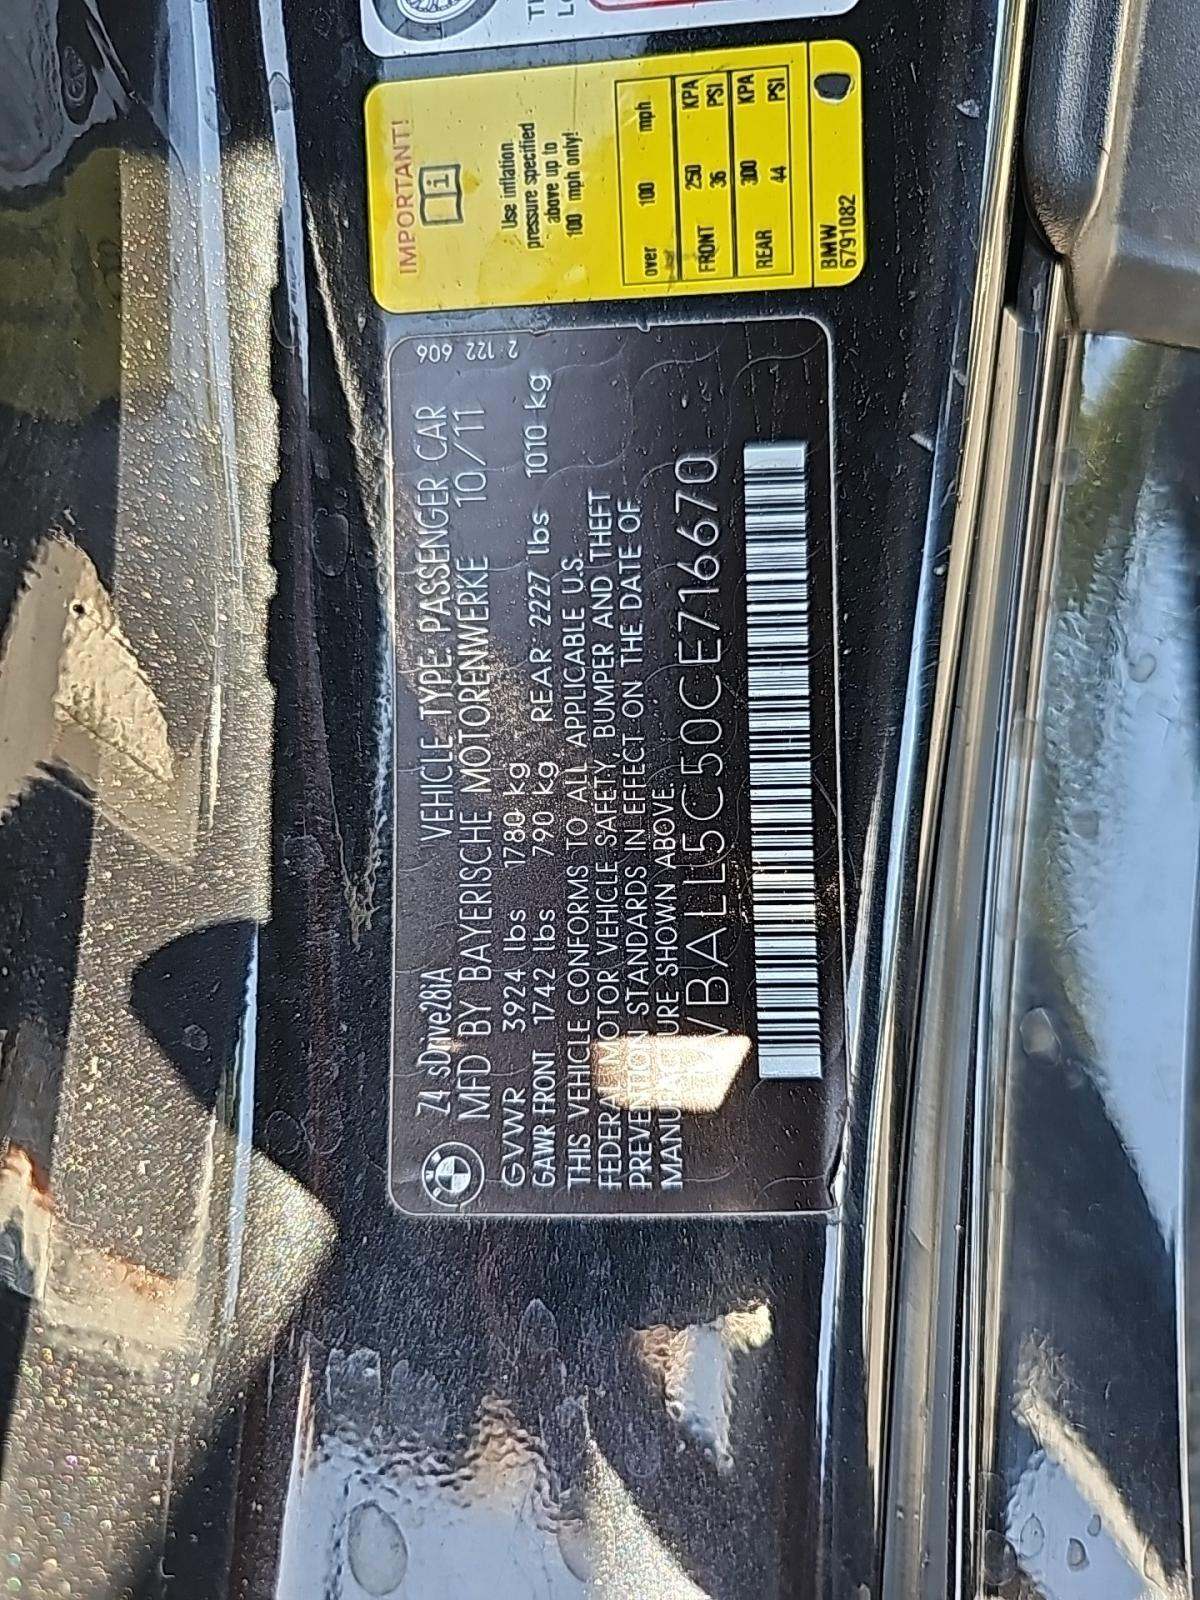 IMPORTANT!
Use inflation
pressure specified
above up to
100 mph only!
over 100 mph
FRONT 250 KPA
36 PSI
REAR 300 KPA
44 PSI
BMW
6791082
2 122 606
Z4 sDrive28iA VEHICLE TYPE: PASSENGER CAR
MFD BY BAYERISCHE MOTORENWERKE 10/11
GVWR 3924 lbs 1780 kg
GAWR FRONT 1742 lbs 790 kg REAR 2227 lbs 1010 kg
THIS VEHICLE CONFORMS TO ALL APPLICABLE U.S.
FEDERAL MOTOR VEHICLE SAFETY, BUMPER AND THEFT
PREVENTION STANDARDS IN EFFECT ON THE DATE OF
MANUFACTURE SHOWN ABOVE.
WBALL5C50CE716670